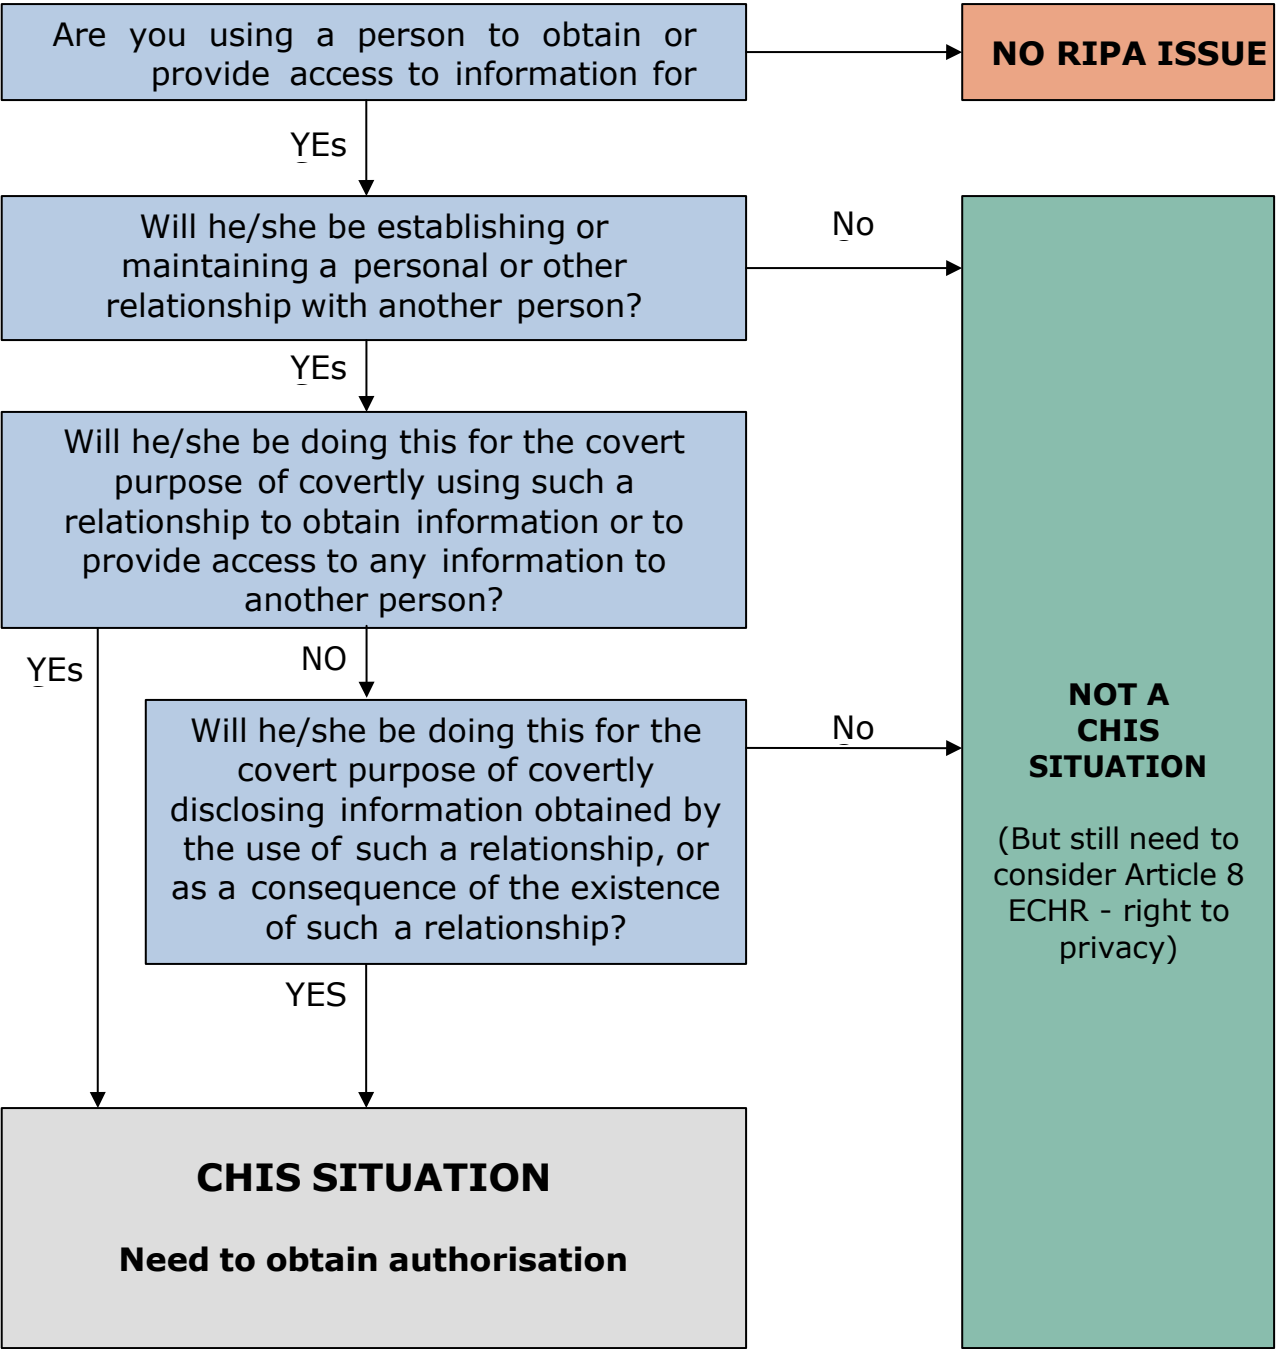 Are you using a person to obtain or
provide access to information for
NO RIPA ISSUE
YEs
Will he/she be establishing or
maintaining a personal or other
relationship with another person?
No
YEs
Will he/she be doing this for the covert
purpose of covertly using such a
relationship to obtain information or to
provide access to any information to
another person?
YEs
NO
Will he/she be doing this for the
covert purpose of covertly
disclosing information obtained by
the use of such a relationship, or
as a consequence of the existence
of such a relationship?
No
NOT A
CHIS
SITUATION
(But still need to
consider Article 8
ECHR - right to
privacy)
YES
CHIS SITUATION
Need to obtain authorisation